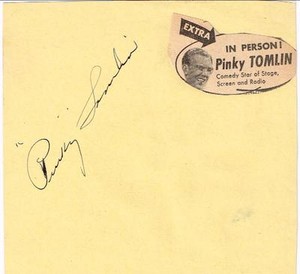 EXTRA
IN PERSON!
Pinky TOMLIN
Comedy Star of Stage,
Screen and Radio
"Pinky" Tomlin